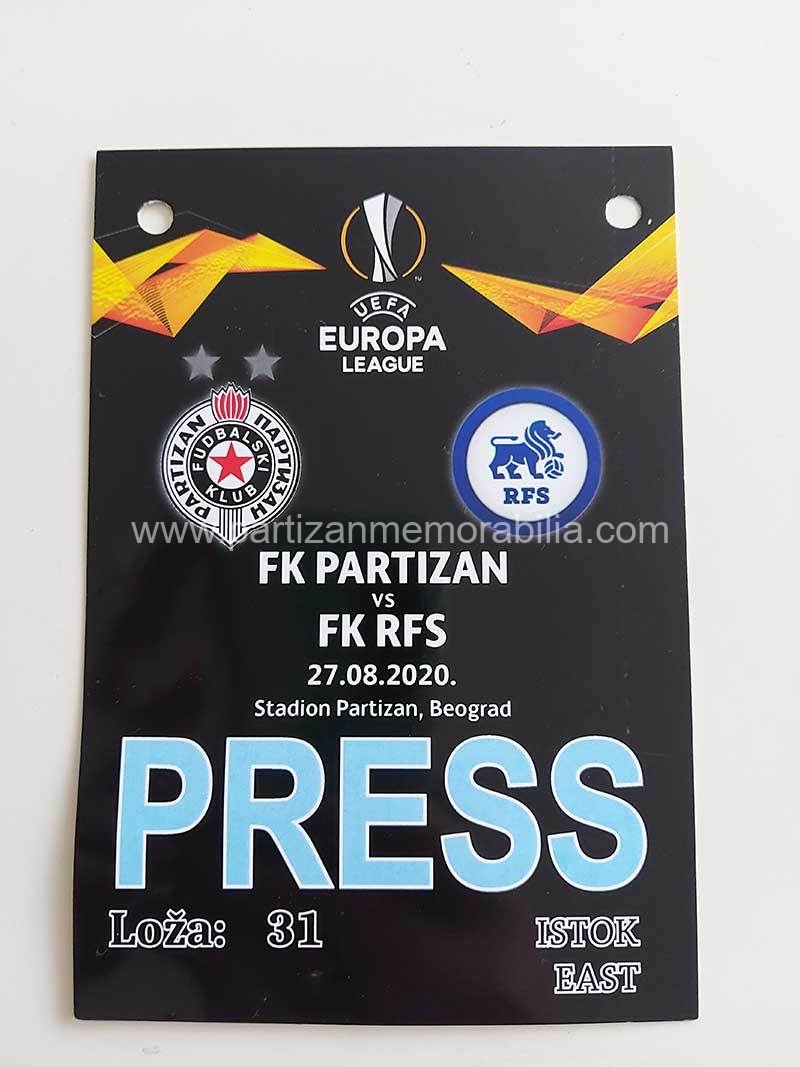 UEFA
EUROPA
LEAGUE
PARTIZAN ПАРТИЗАН
FUDBALSKI
KLUB
RFS
www.partizanmemorabilia.com
FK PARTIZAN
VS
FK RFS
27.08.2020.
Stadion Partizan, Beograd
PRESS
Loža: 31
ISTOK
EAST